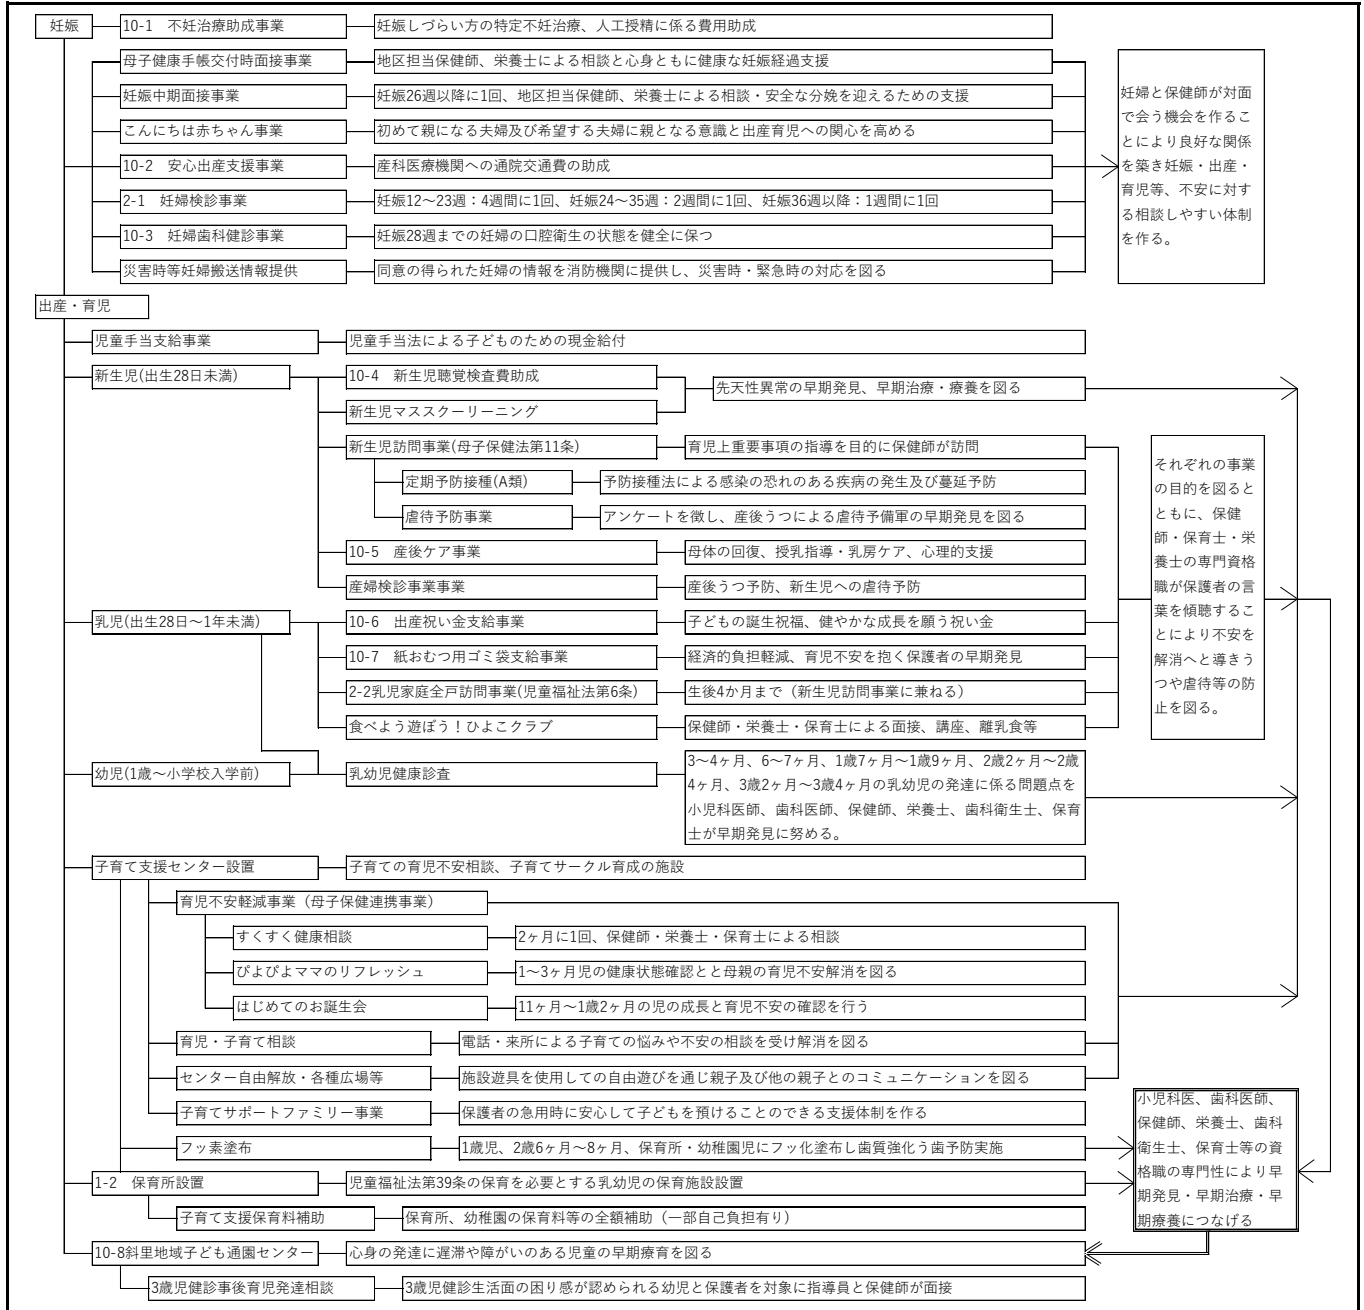 妊娠
10-1 不妊治療助成事業
妊娠しづらい方の特定不妊治療、人工授精に係る費用助成
母子健康手帳交付時面接事業
地区担当保健師、栄養士による相談と心身ともに健康な妊娠経過支援
妊娠中期面接事業
妊娠26週以降に1回、地区担当保健師、栄養士による相談・安全な分娩を迎えるための支援
こんにちは赤ちゃん事業
初めて親になる夫婦及び希望する夫婦に親となる意識と出産育児への関心を高める
10-2 安心出産支援事業
産科医療機関への通院交通費の助成
2-1 妊婦検診事業
妊娠12～23週：4週間に1回、妊娠24～35週：2週間に1回、妊娠36週以降：1週間に1回
10-3 妊婦歯科健診事業
妊娠28週までの妊婦の口腔衛生の状態を健全に保つ
災害時等妊婦搬送情報提供
同意の得られた妊婦の情報を消防機関に提供し、災害時・緊急時の対応を図る
妊婦と保健師が対面
で会う機会を作るこ
とにより良好な関係
を築き妊娠・出産・
育児等、不安に対す
る相談しやすい体制
を作る。
出産・育児
児童手当支給事業
児童手当法による子どものための現金給付
新生児(出生28日未満)
10-4 新生児聴覚検査費助成
新生児マススクーリーニング
先天性異常の早期発見、早期治療・療養を図る
新生児訪問事業(母子保健法第11条)
育児上重要事項の指導を目的に保健師が訪問
定期予防接種(A類)
予防接種法による感染の恐れのある疾病の発生及び蔓延予防
虐待予防事業
アンケートを徴し、産後うつによる虐待予備軍の早期発見を図る
10-5 産後ケア事業
母体の回復、授乳指導・乳房ケア、心理的支援
産婦検診事業事業
産後うつ予防、新生児への虐待予防
乳児(出生28日～1年未満)
10-6 出産祝い金支給事業
子どもの誕生祝福、健やかな成長を願う祝い金
10-7 紙おむつ用ゴミ袋支給事業
経済的負担軽減、育児不安を抱く保護者の早期発見
2-2乳児家庭全戸訪問事業(児童福祉法第6条)
生後4か月まで（新生児訪問事業に兼ねる）
食べよう遊ぼう！ひよこクラブ
保健師・栄養士・保育士による面接、講座、離乳食等
それぞれの事業
の目的を図ると
ともに、保健
師・保育士・栄
養士の専門資格
職が保護者の言
葉を傾聴するこ
とにより不安を
解消へと導きう
つや虐待等の防
止を図る。
幼児(1歳～小学校入学前)
乳幼児健康診査
3～4ヶ月、6～7ヶ月、1歳7ヶ月～1歳9ヶ月、2歳2ヶ月～2歳
4ヶ月、3歳2ヶ月～3歳4ヶ月の乳幼児の発達に係る問題点を
小児科医師、歯科医師、保健師、栄養士、歯科衛生士、保育
士が早期発見に努める。
子育て支援センター設置
子育ての育児不安相談、子育てサークル育成の施設
育児不安軽減事業（母子保健連携事業）
すくすく健康相談
2ヶ月に1回、保健師・栄養士・保育士による相談
ぴよぴよママのリフレッシュ
1～3ヶ月児の健康状態確認とと母親の育児不安解消を図る
はじめてのお誕生会
11ヶ月～1歳2ヶ月の児の成長と育児不安の確認を行う
育児・子育て相談
電話・来所による子育ての悩みや不安の相談を受け解消を図る
センター自由解放・各種広場等
施設遊具を使用しての自由遊びを通じ親子及び他の親子とのコミュニケーションを図る
子育てサポートファミリー事業
保護者の急用時に安心して子どもを預けることのできる支援体制を作る
フッ素塗布
1歳児、2歳6ヶ月～8ヶ月、保育所・幼稚園児にフッ化塗布し歯質強化う歯予防実施
小児科医、歯科医師、
保健師、栄養士、歯科
衛生士、保育士等の資
格職の専門性により早
期発見・早期治療・早
期療養につなげる
1-2 保育所設置
児童福祉法第39条の保育を必要とする乳幼児の保育施設設置
子育て支援保育料補助
保育所、幼稚園の保育料等の全額補助（一部自己負担有り）
10-8斜里地域子ども通園センター
心身の発達に遅滞や障がいのある児童の早期療育を図る
3歳児健診事後育児発達相談
3歳児健診生活面の困り感が認められる幼児と保護者を対象に指導員と保健師が面接